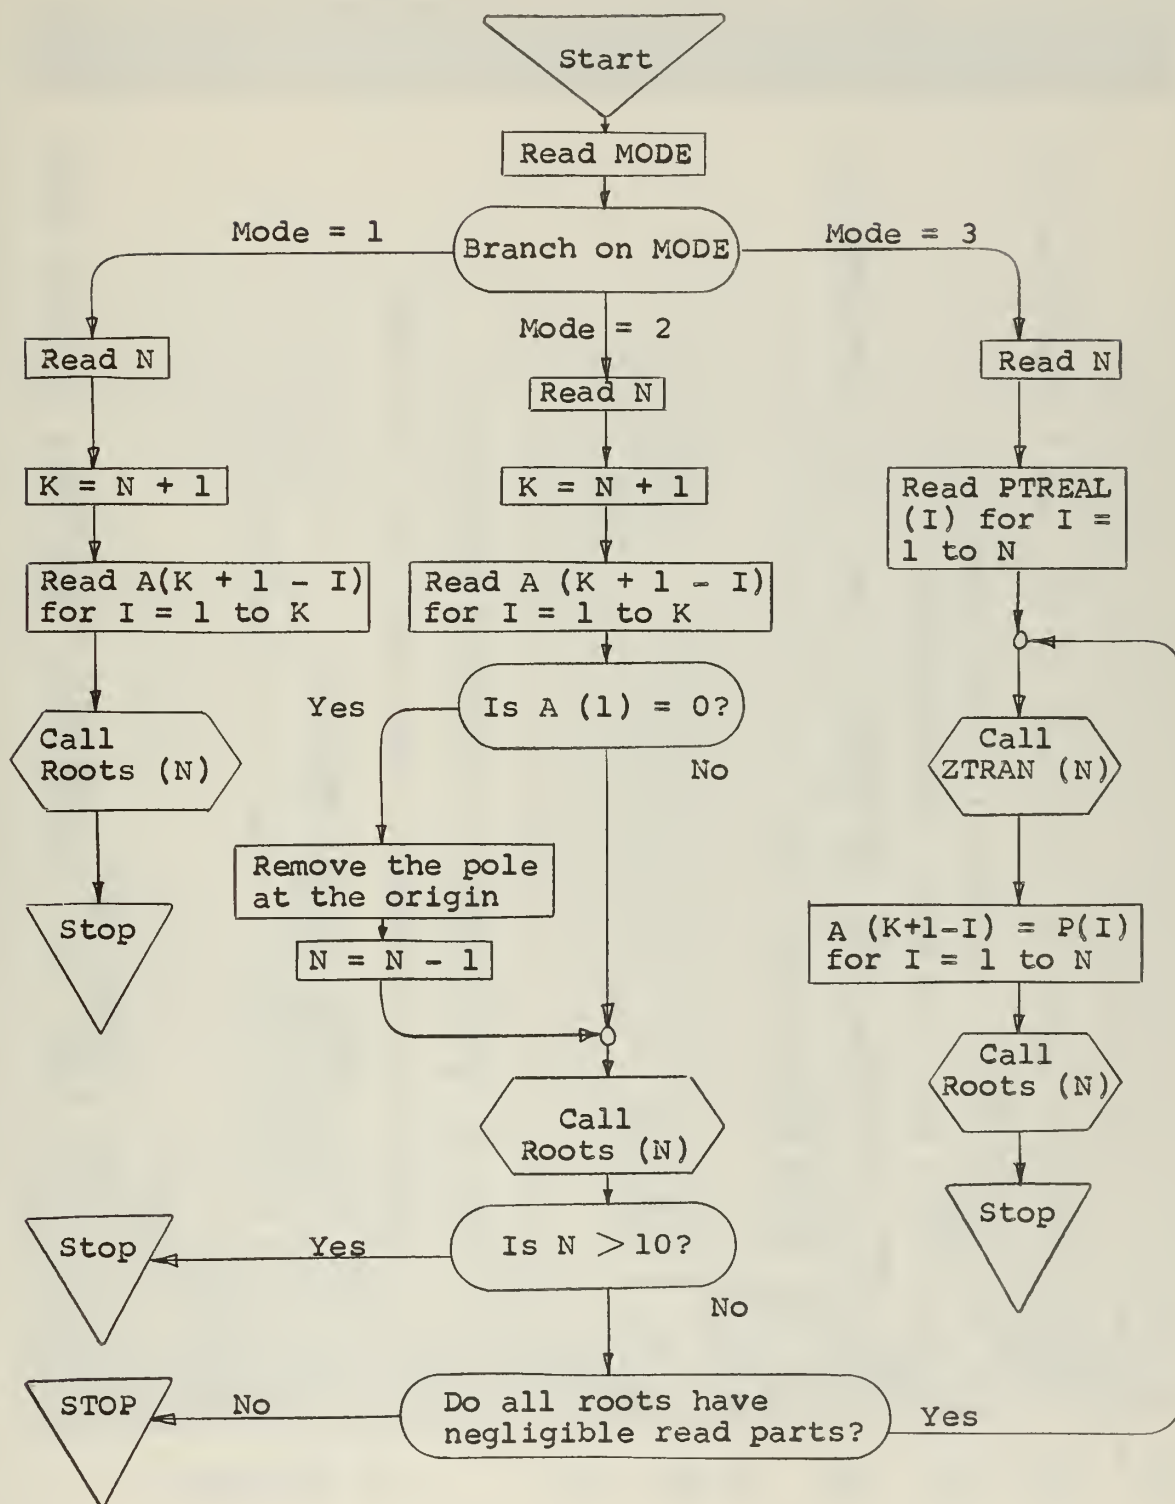 Start
Read MODE
Branch on MODE
Mode = 1
Mode = 2
Mode = 3
Read N
K = N + 1
Read A(K + 1 - I)
for I = 1 to K
Call
Roots (N)
Stop
Read N
K = N + 1
Read A (K + 1 - I)
for I = 1 to K
Is A (1) = 0?
Yes
No
Remove the pole
at the origin
N = N - 1
Call
Roots (N)
Is N >10?
Yes
Stop
No
Do all roots have
negligible read parts?
No
STOP
Yes
Read N
Read PTREAL
(I) for I =
1 to N
Call
ZTRAN (N)
A (K+1-I) = P(I)
for I = 1 to N
Call
Roots (N)
Stop